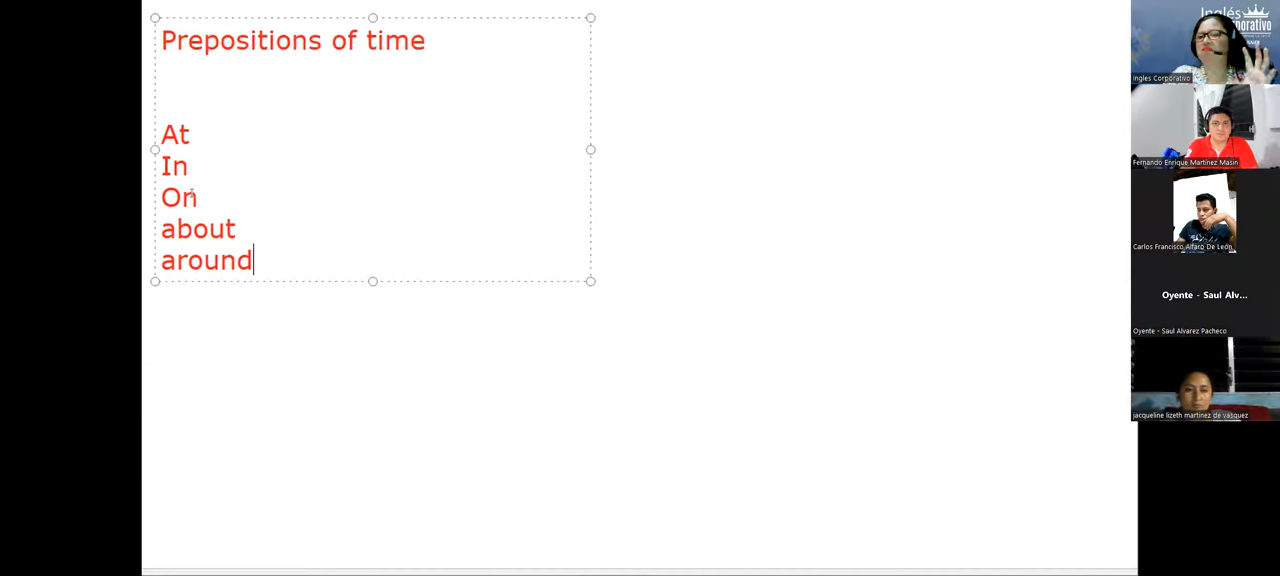 Prepositions of time
At
In
On
about
around
Inglés
Corporativo
Ingles Corporativo
Fernando Enrique Martinez Masin
Carlos Francisco Alfaro De León
Oyente - Saul Alv...
Oyente - Saul Alvarez Pacheco
jacqueline lizeth martinez de vasquez